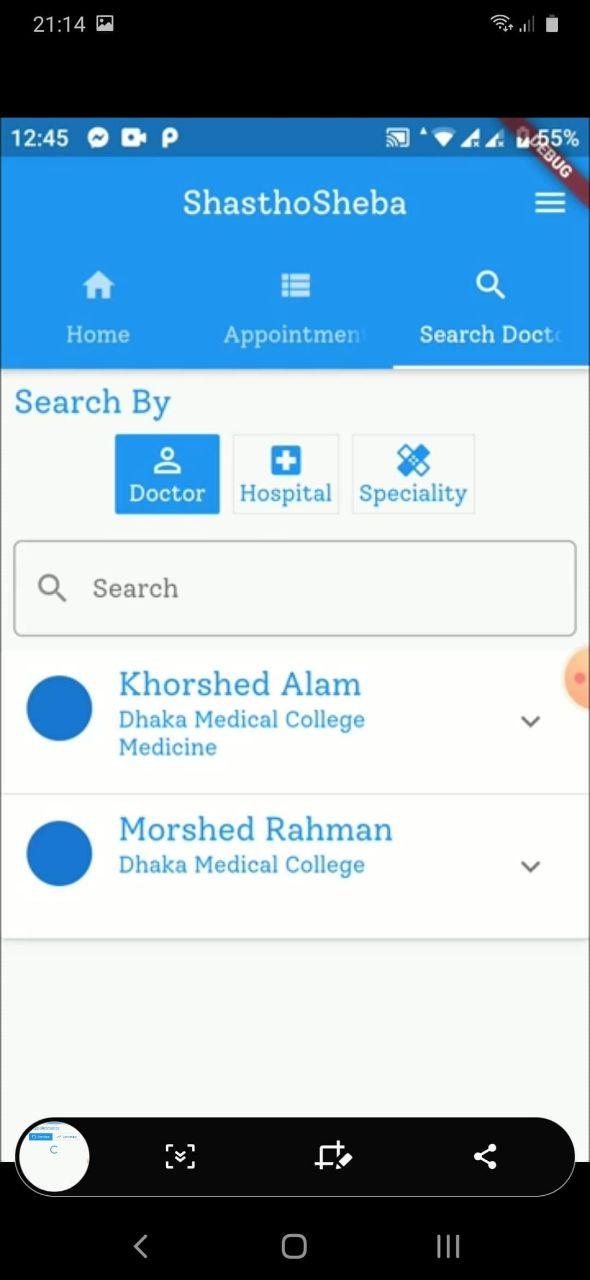 21:14
12:45
55%
DEBUG
ShasthoSheba
Home
Appointmen
Search Doct
Search By
Doctor
Hospital
Speciality
Search
Khorshed Alam
Dhaka Medical College
Medicine
Morshed Rahman
Dhaka Medical College